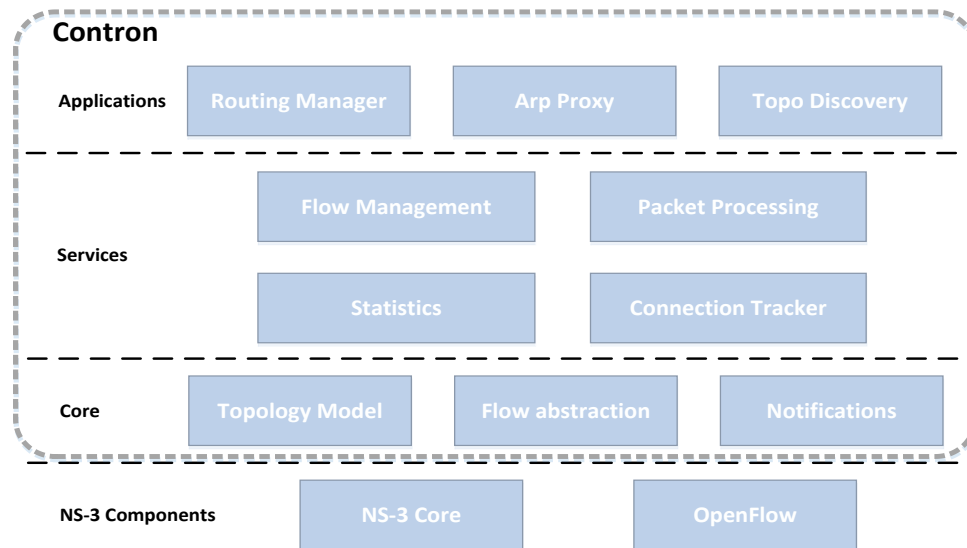 Contron
Applications
Routing Manager
Arp Proxy
Topo Discovery
Services
Flow Management
Packet Processing
Statistics
Connection Tracker
Core
Topology Model
Flow abstraction
Notifications
NS-3 Components
NS-3 Core
OpenFlow